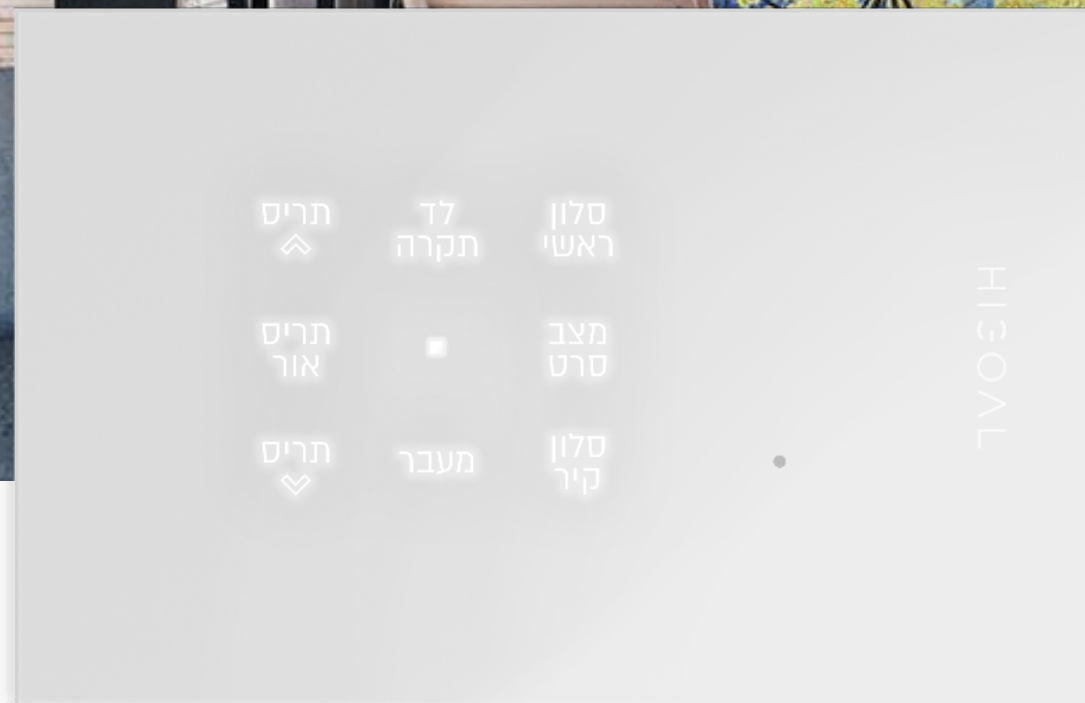 סלון
ראשי
לד
תקרה
תריס
מצב
סרט
תריס
אור
סלון
קיר
מעבר
תריס